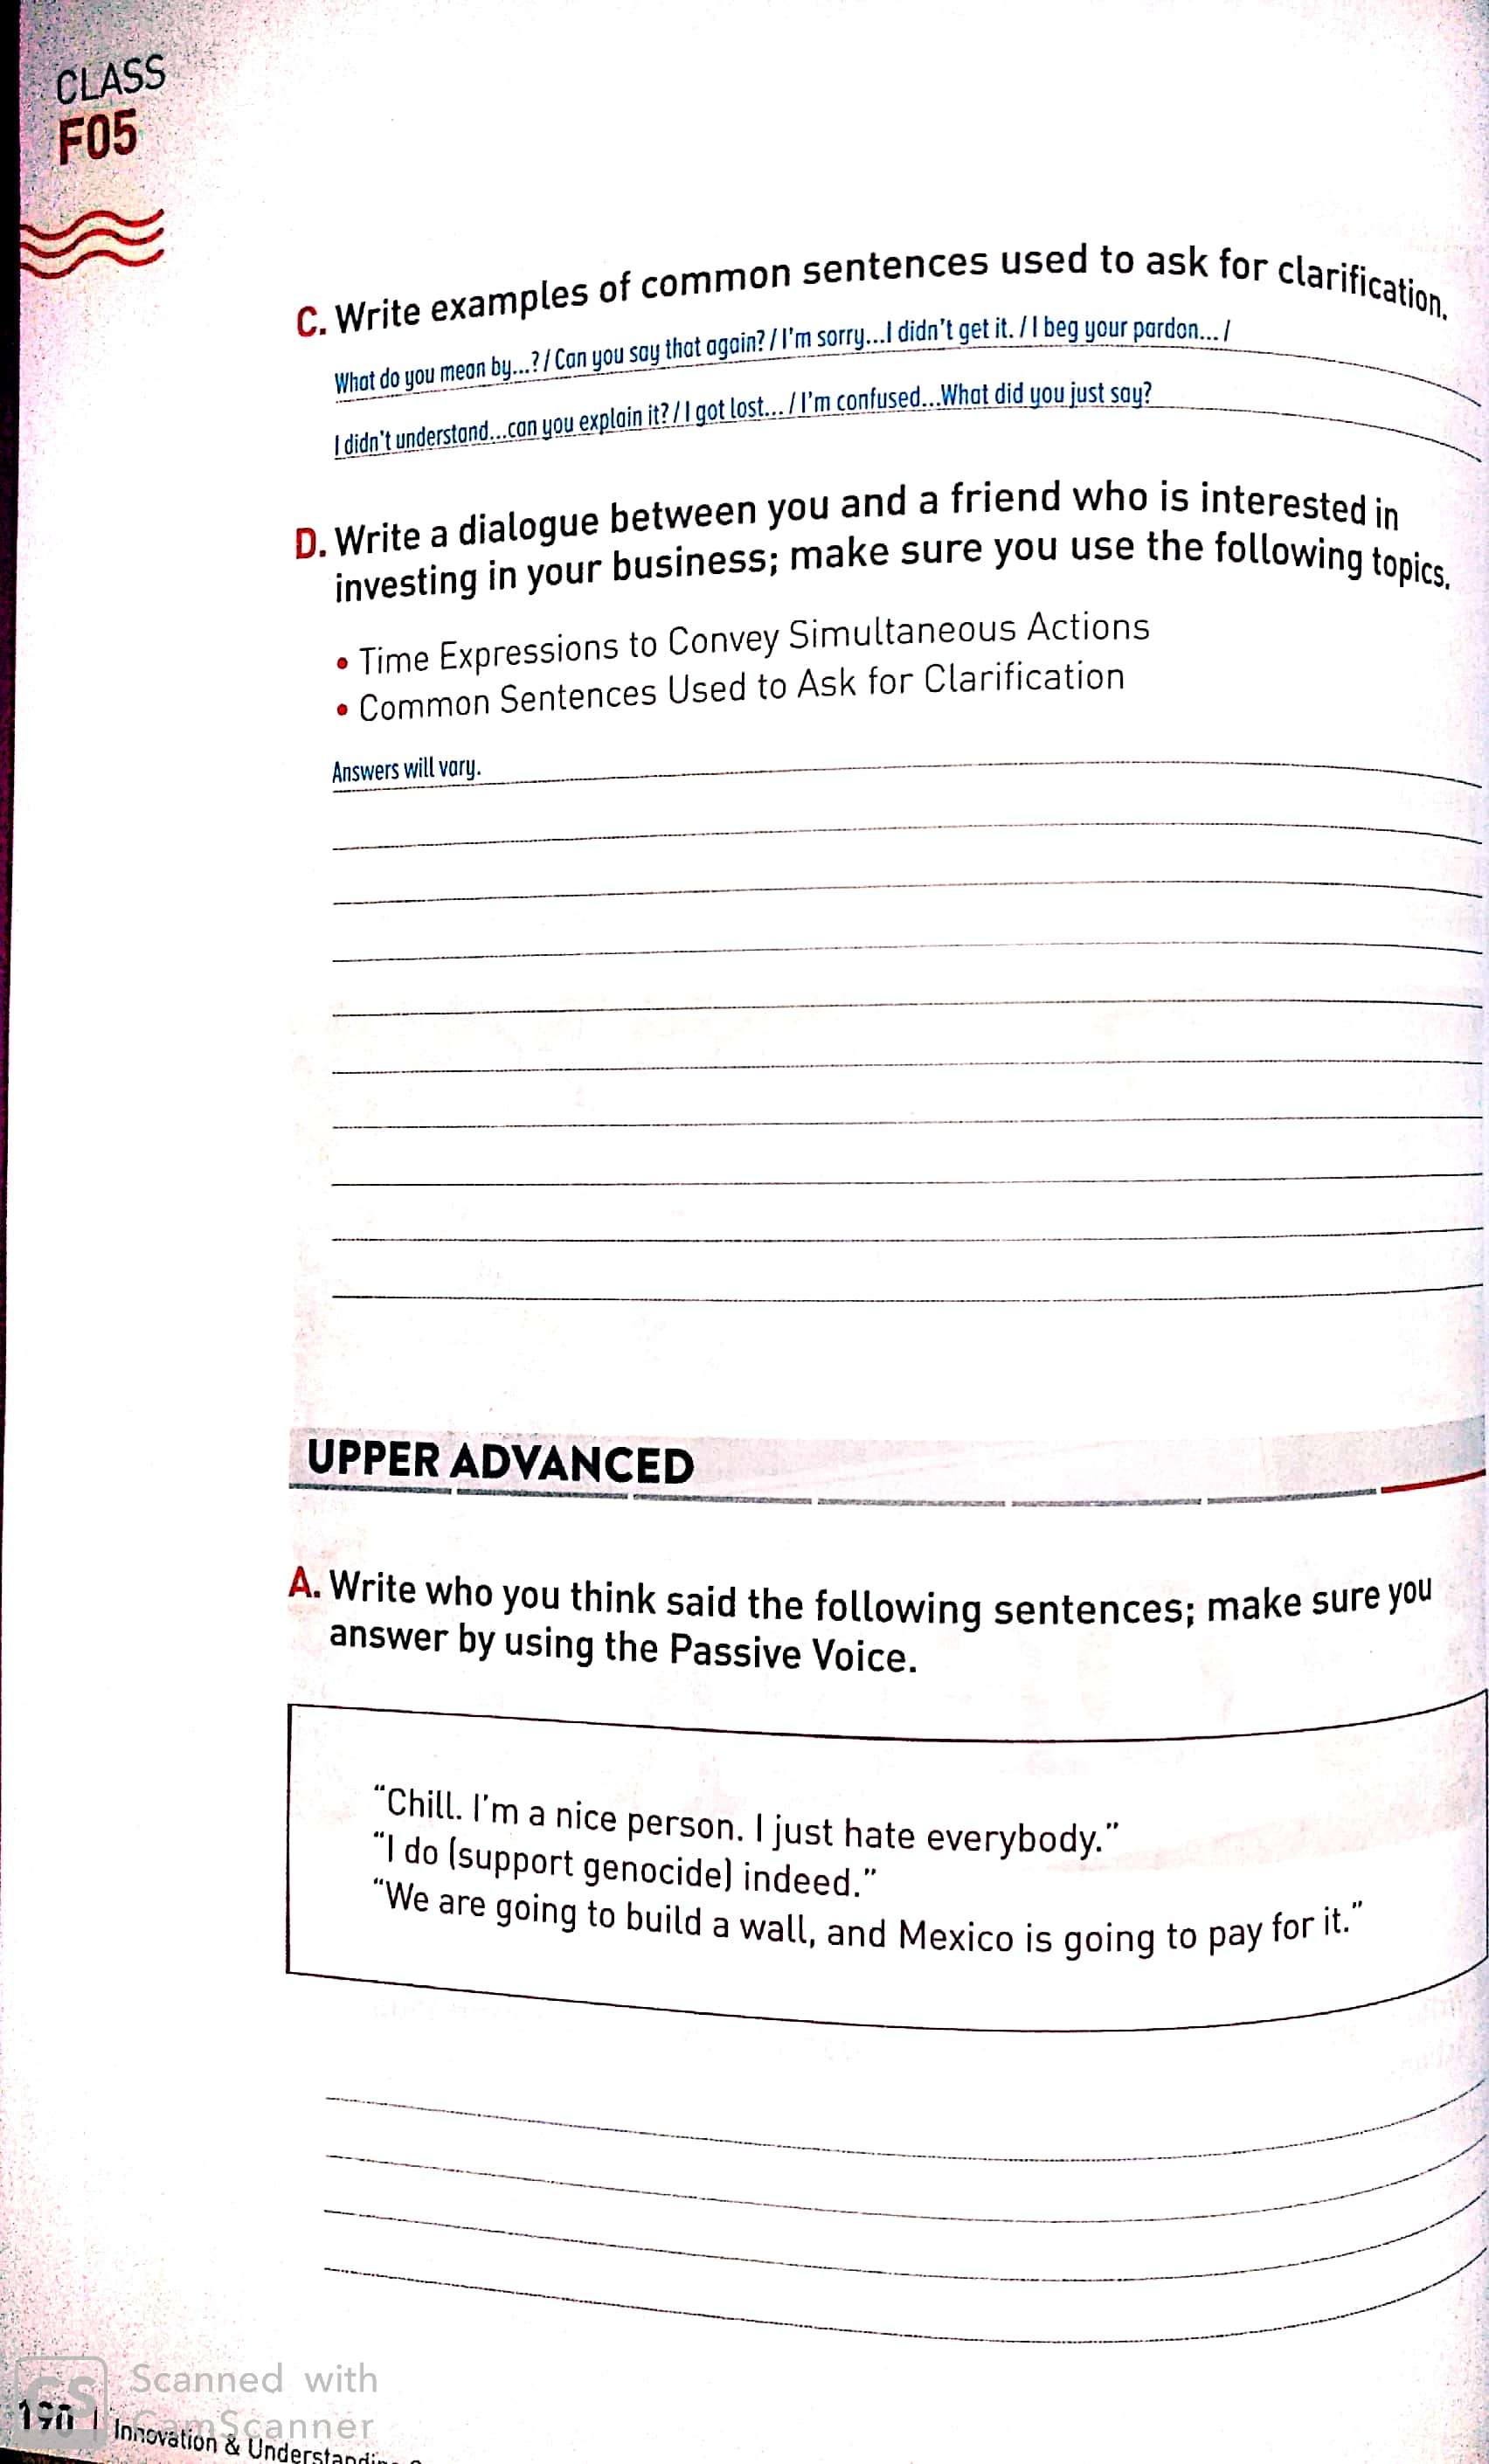 CLASS
F05
C. Write examples of common sentences used to ask for clarification.
What do you mean by...? / Can you say that again? / I'm sorry...I didn't get it. / I beg your pardon... /
I didn't understand...can you explain it? / I got lost... / I'm confused...What did you just say?
D. Write a dialogue between you and a friend who is interested in
investing in your business; make sure you use the following topics.
• Time Expressions to Convey Simultaneous Actions
• Common Sentences Used to Ask for Clarification
Answers will vary.
UPPER ADVANCED
A. Write who you think said the following sentences; make sure you
answer by using the Passive Voice.
“Chill. I'm a nice person. I just hate everybody.”
“I do (support genocide) indeed.”
“We are going to build a wall, and Mexico is going to pay for it.”
CS Scanned with
CamScanner
190 | Innovation &